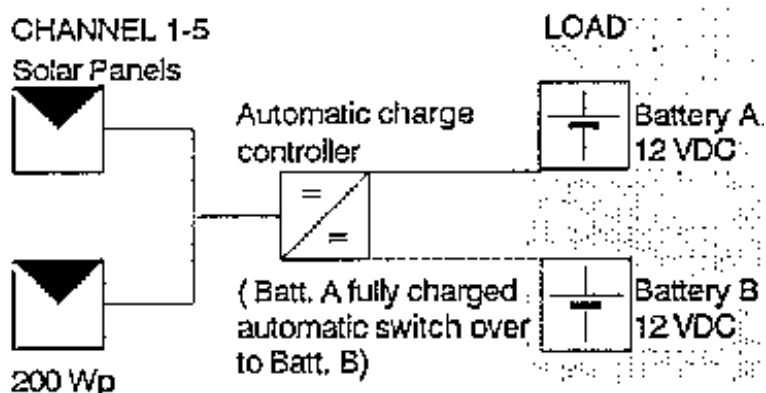 CHANNEL 1-5
Solar Panels
LOAD
Automatic charge
controller
Battery A
12 VDC
( Batt. A fully charged
automatic switch over
to Batt. B)
Battery B
12 VDC
200 Wp